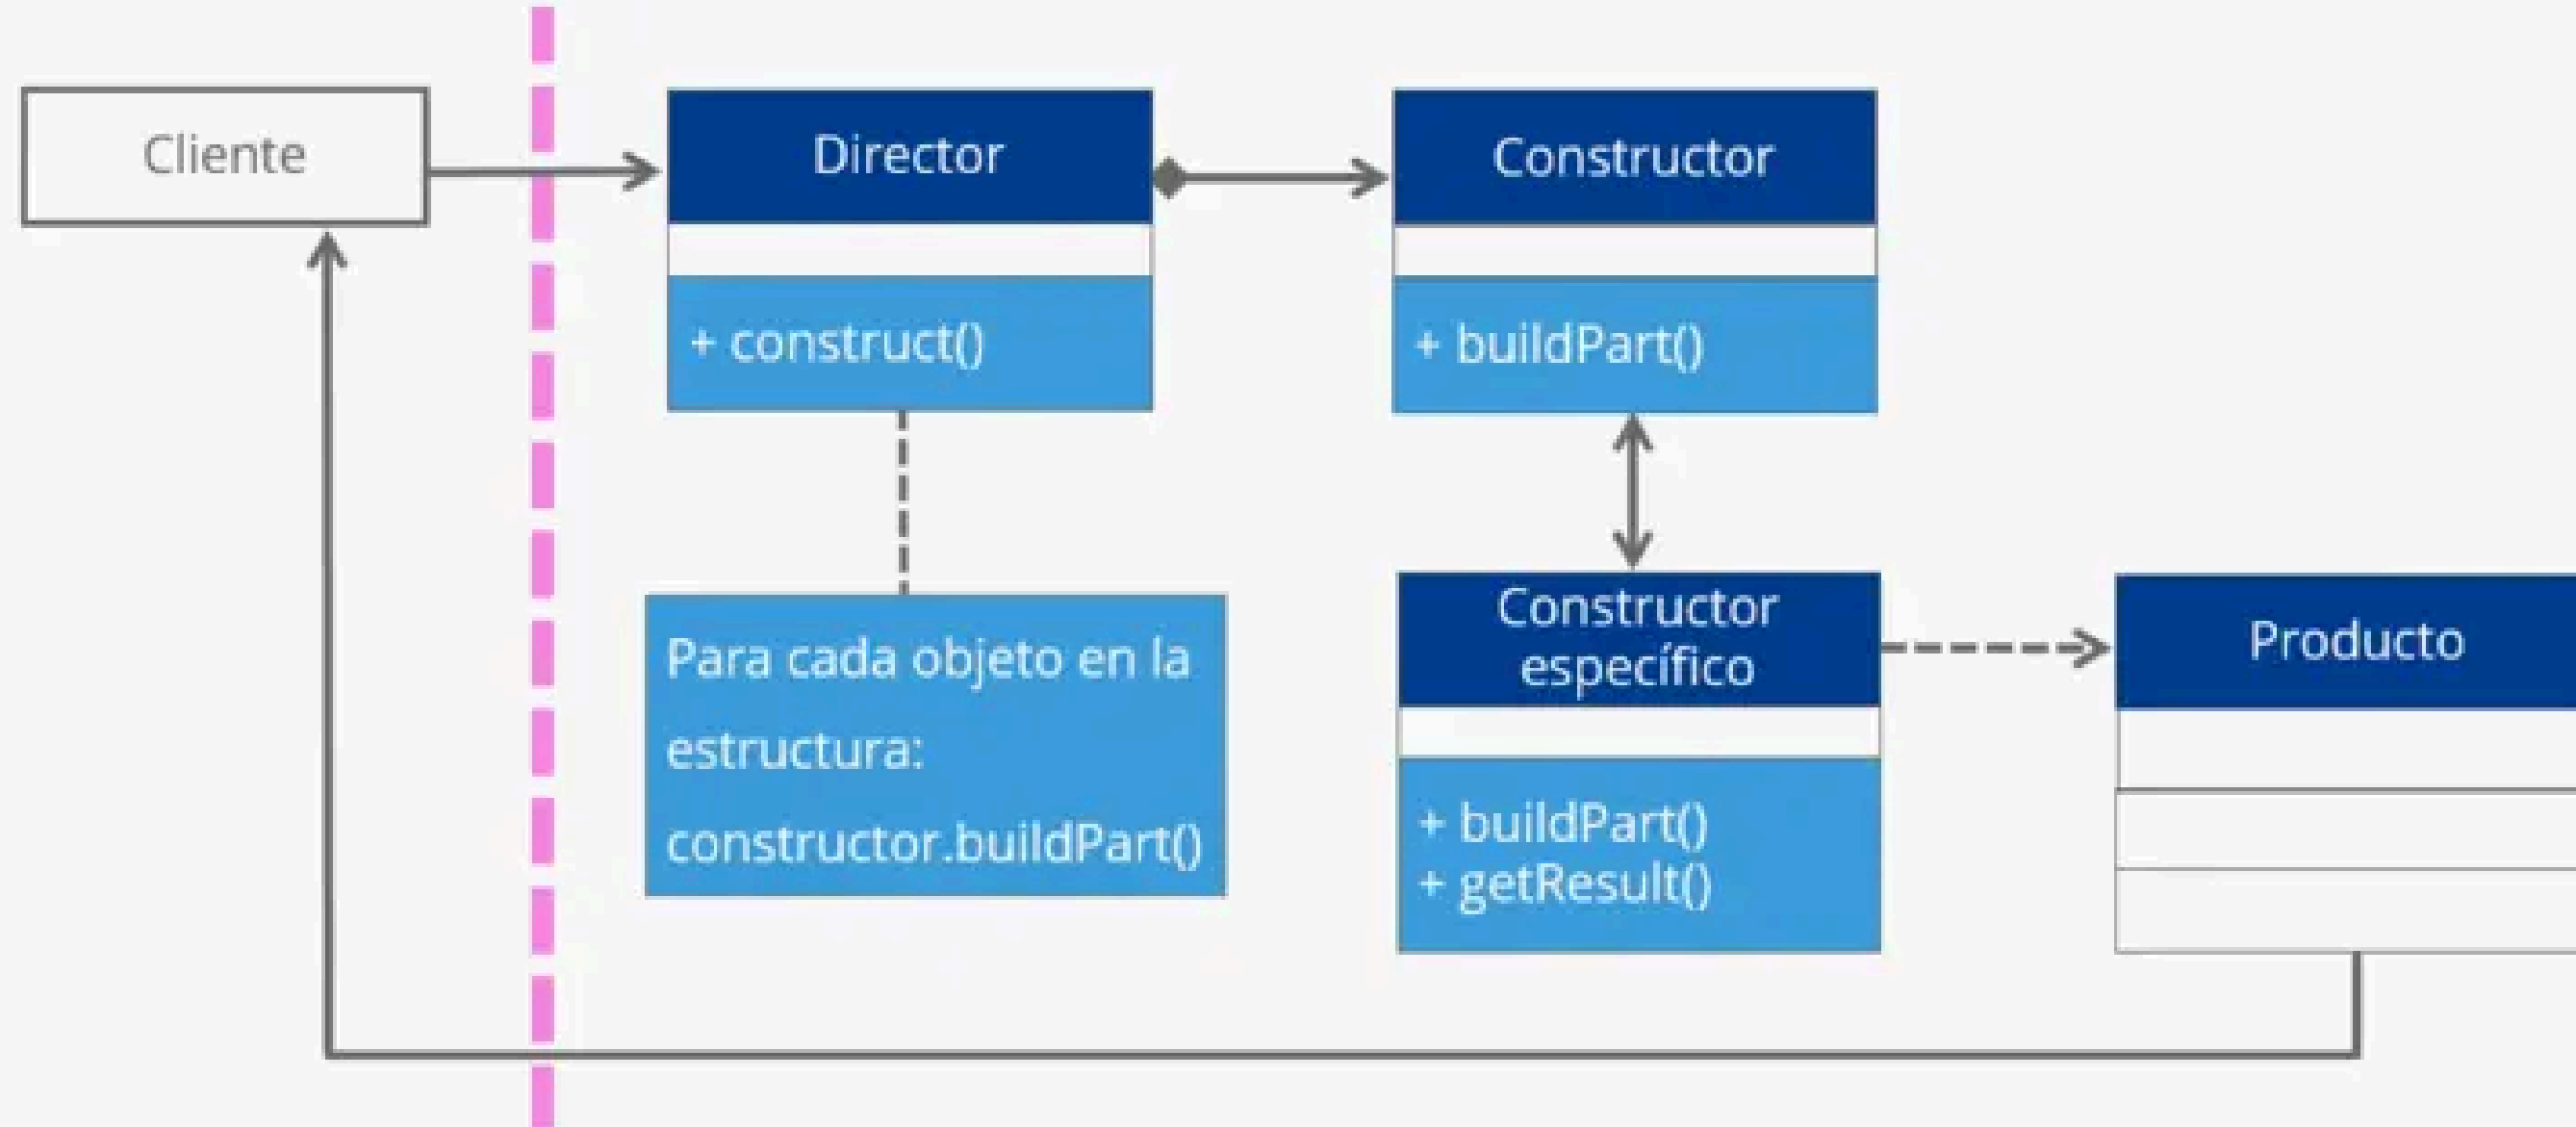 Cliente
Director
Constructor
+ construct()
+ buildPart()
Para cada objeto en la
estructura:
constructor.buildPart()
Constructor
específico
+ buildPart()
+ getResult()
Producto